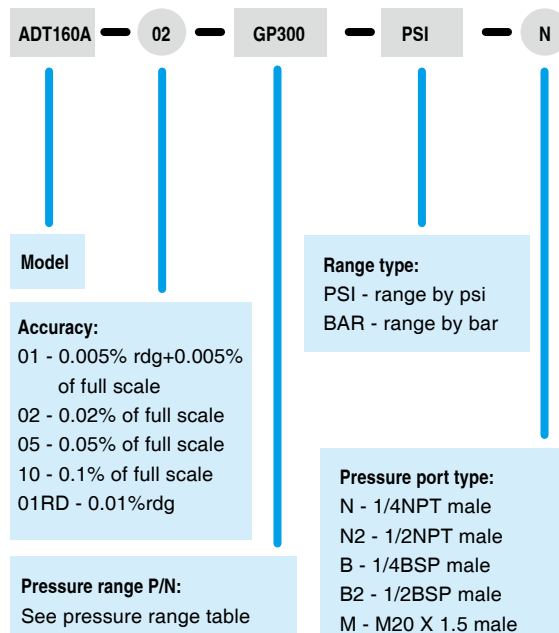 ADT160A 02 GP300 PSI N
Model
Accuracy:
01 - 0.005% rdg+0.005%
of full scale
02 - 0.02% of full scale
05 - 0.05% of full scale
10 - 0.1% of full scale
01RD - 0.01%rdg
Pressure range P/N:
See pressure range table
Range type:
PSI - range by psi
BAR - range by bar
Pressure port type:
N - 1/4NPT male
N2 - 1/2NPT male
B - 1/4BSP male
B2 - 1/2BSP male
M - M20 X 1.5 male